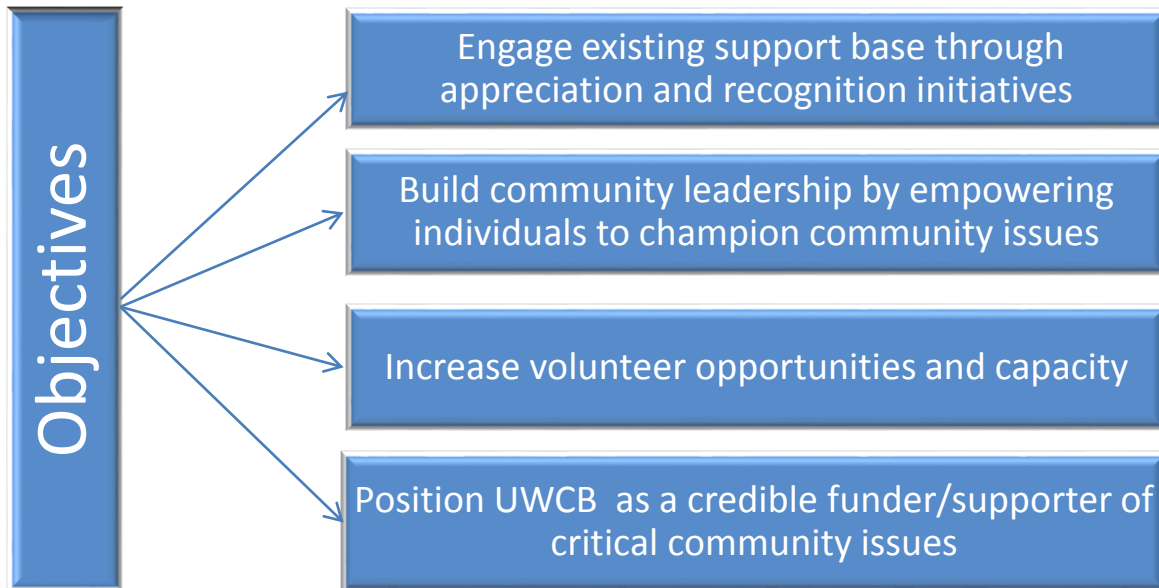 Objectives
Engage existing support base through
appreciation and recognition initiatives
Build community leadership by empowering
individuals to champion community issues
Increase volunteer opportunities and capacity
Position UWCB  as a credible funder/supporter of
critical community issues